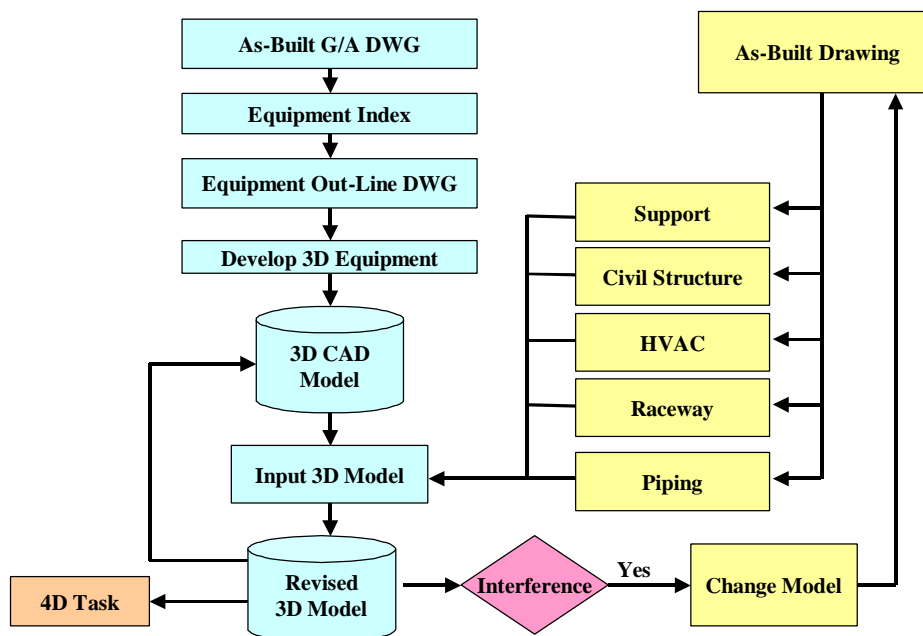 As-Built G/A DWG
Equipment Index
Equipment Out-Line DWG
Develop 3D Equipment
3D CAD
Model
Input 3D Model
Revised
3D Model
4D Task
As-Built Drawing
Support
Civil Structure
HVAC
Raceway
Piping
Interference
Yes
Change Model